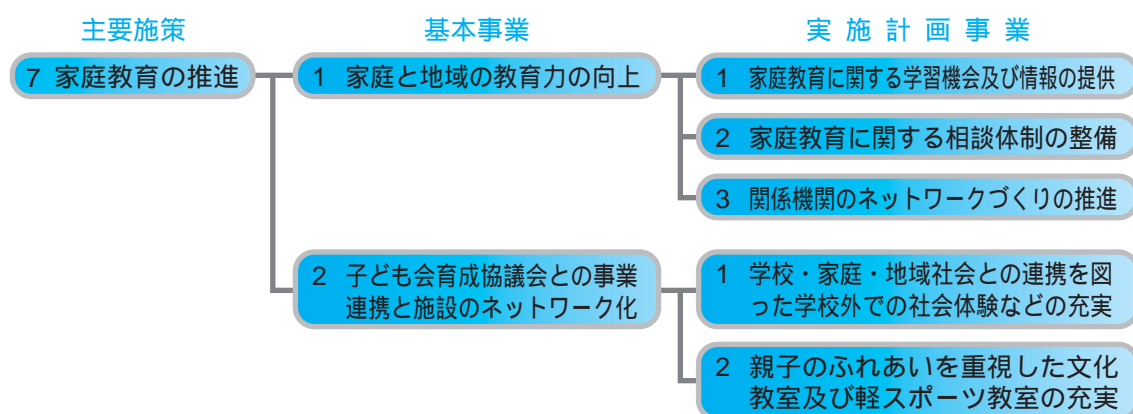 主要施策
基本事業
実施計画事業
7 家庭教育の推進
1 家庭と地域の教育力の向上
1 家庭教育に関する学習機会及び情報の提供
2 家庭教育に関する相談体制の整備
3 関係機関のネットワークづくりの推進
2 子ども会育成協議会との事業
連携と施設のネットワーク化
1 学校・家庭・地域社会との連携を図
った学校外での社会体験などの充実
2 親子のふれあいを重視した文化
教室及び軽スポーツ教室の充実